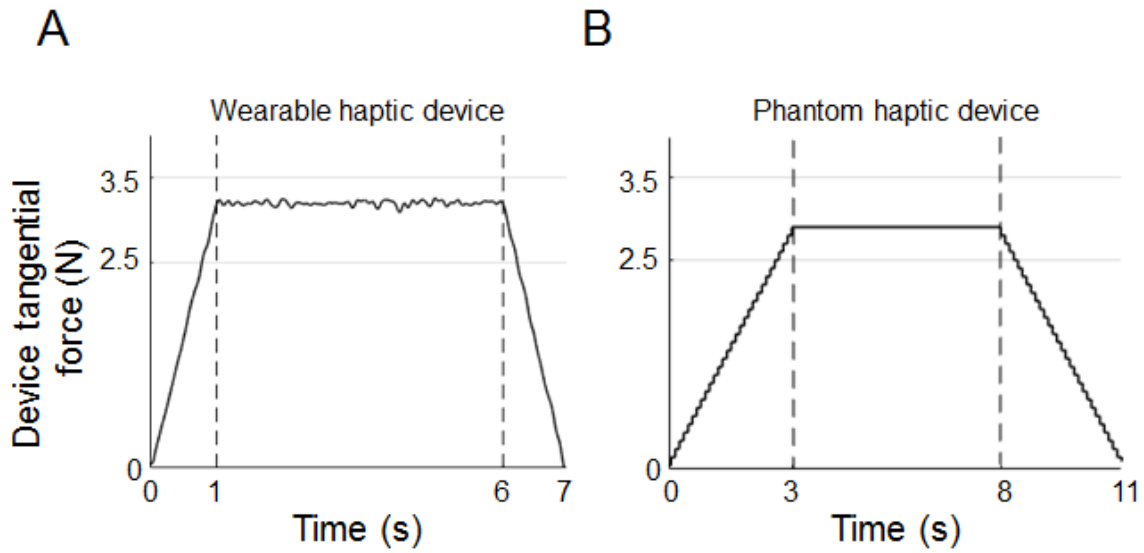 A
B
Wearable haptic device
Phantom haptic device
Device tangential
force (N)
3.5
2.5
0
0 1 6 7
Time (s)
3.5
2.5
0
0 3 8 11
Time (s)